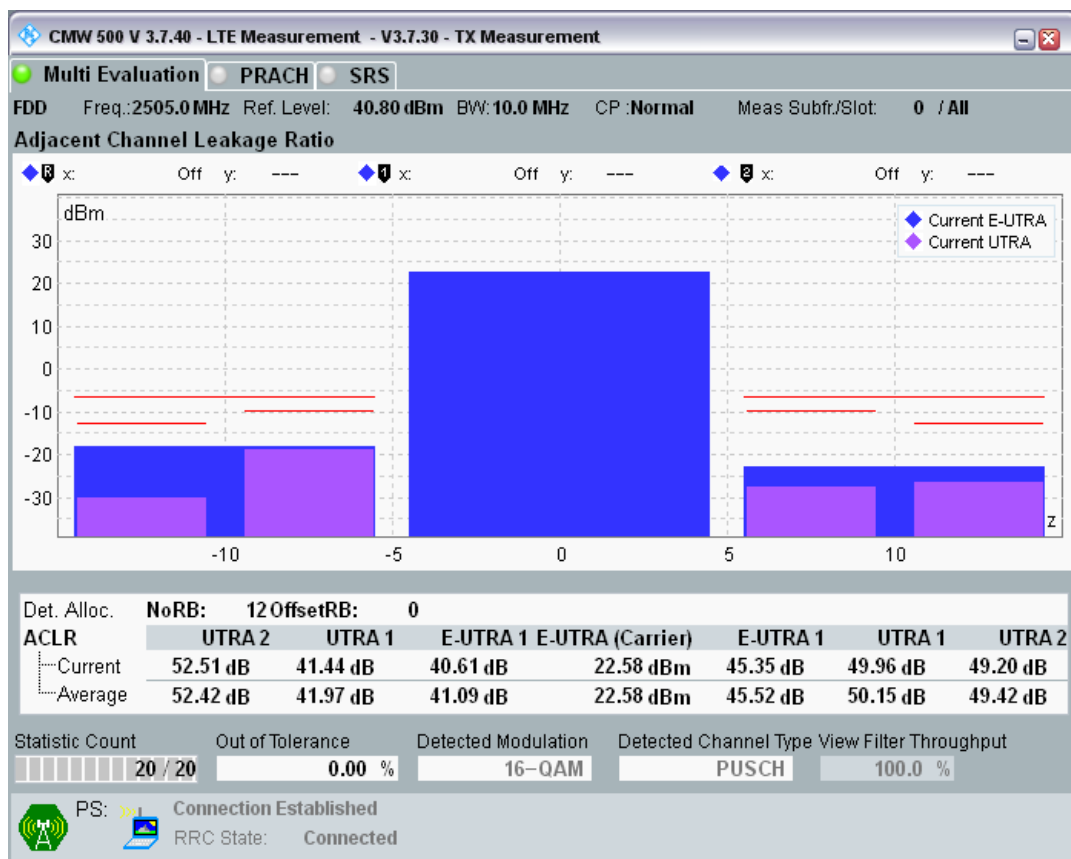 CMW 500 V 3.7.40 - LTE Measurement - V3.7.30 - TX Measurement
Multi Evaluation PRACH SRS
FDD Freq.:2505.0 MHz Ref. Level: 40.80 dBm BW: 10.0 MHz CP :Normal Meas Subfr./Slot: 0 / All
Adjacent Channel Leakage Ratio
R x: Off y: --- 1 x: Off y: --- 2 x: Off y: ---
dBm
Current E-UTRA
Current UTRA
30
20
10
0
-10
-20
-30
z
-10 -5 0 5 10
Det. Alloc. NoRB: 12 OffsetRB: 0
ACLR UTRA 2 UTRA 1 E-UTRA 1 E-UTRA (Carrier) E-UTRA 1 UTRA 1 UTRA 2
Current 52.51 dB 41.44 dB 40.61 dB 22.58 dBm 45.35 dB 49.96 dB 49.20 dB
Average 52.42 dB 41.97 dB 41.09 dB 22.58 dBm 45.52 dB 50.15 dB 49.42 dB
Statistic Count Out of Tolerance Detected Modulation Detected Channel Type View Filter Throughput
20 / 20 0.00 % 16-QAM PUSCH 100.0 %
PS: Connection Established
RRC State: Connected